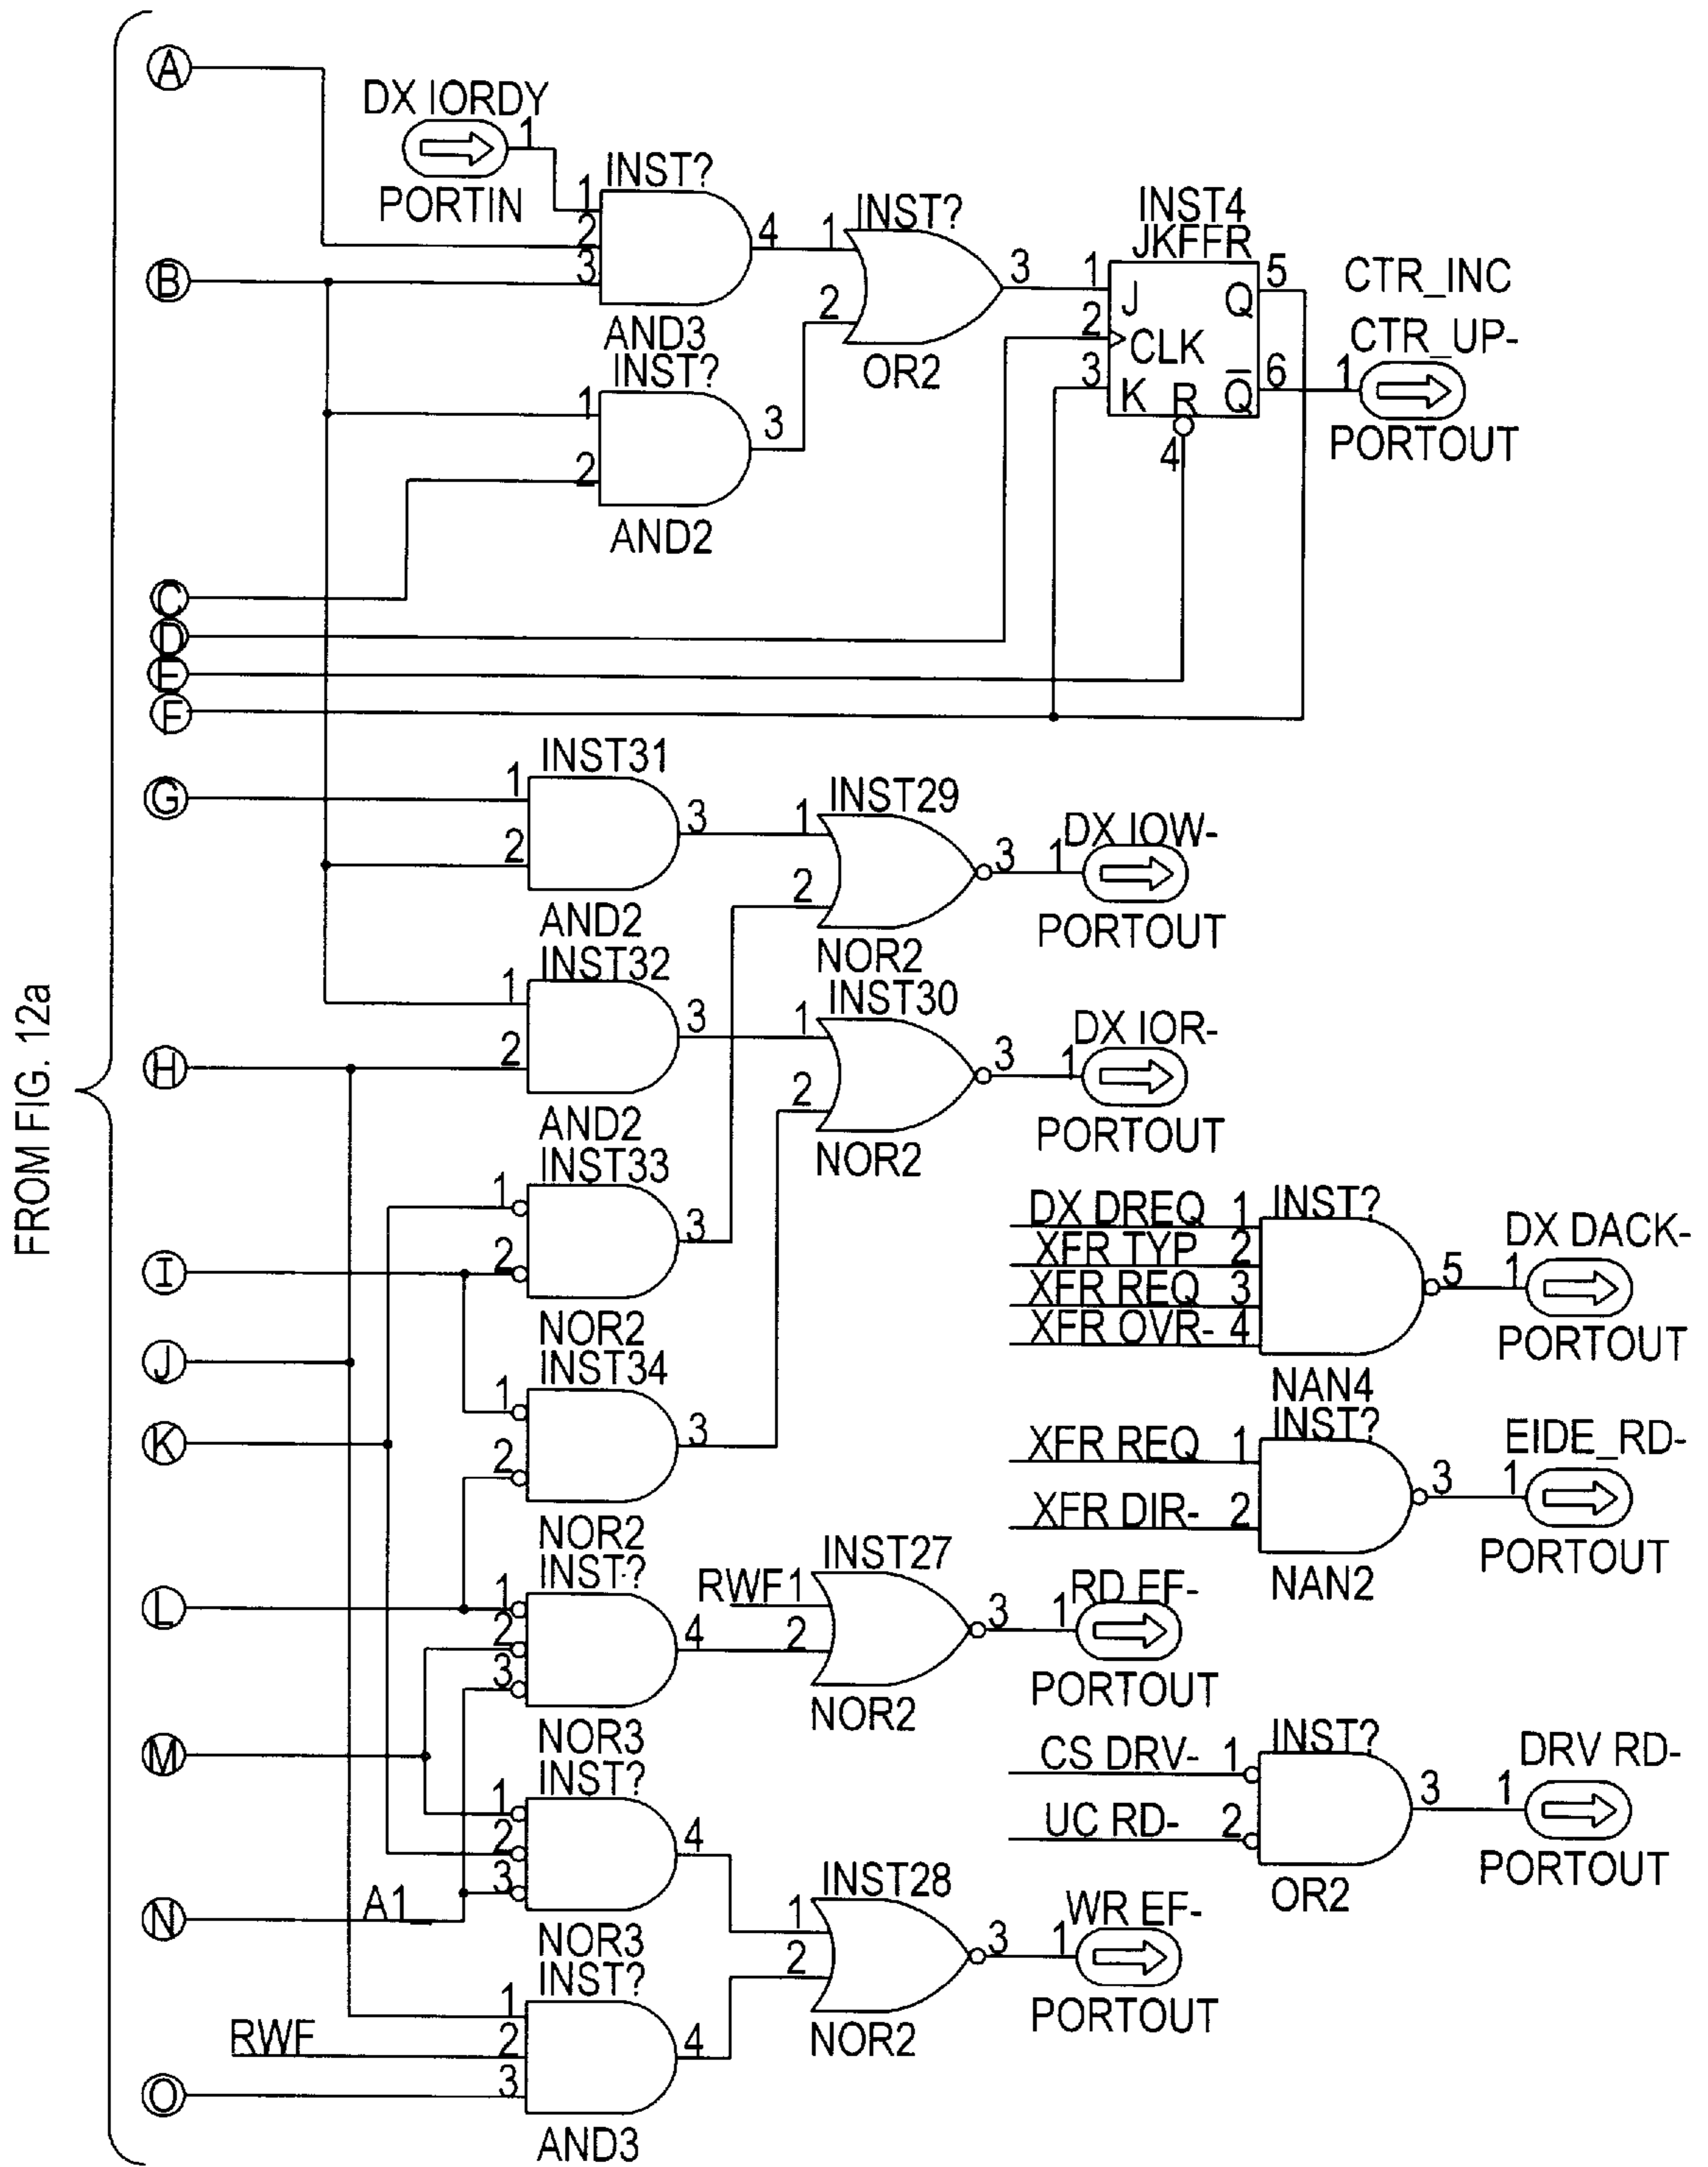 FROM FIG. 12a
A
DX IORDY
1
PORTIN
INST?
1
2
3
4
AND3
B
INST?
1
2
3
AND2
INST?
1
2
3
OR2
INST4
JKFFR
1 J
2 CLK
3 K
R
4
Q 5
Q 6
CTR_INC
CTR_UP-
1
PORTOUT
C
D
E
F
G
INST31
1
2
3
AND2
INST29
1
2
3
NOR2
1
DX IOW-
PORTOUT
INST32
1
2
3
AND2
H
INST30
1
2
3
NOR2
1
DX IOR-
PORTOUT
INST33
1
2
3
NOR2
I
J
INST34
1
2
3
NOR2
K
DX DREQ 1
XFR TYP 2
XFR REQ 3
XFR OVR- 4
INST?
5
NAN4
1
DX DACK-
PORTOUT
XFR REQ 1
XFR DIR- 2
INST?
3
NAN2
1
EIDE_RD-
PORTOUT
L
INST?
1
2
3
4
NOR3
RWF 1
2
INST27
3
NOR2
1
RD EF-
PORTOUT
M
INST?
1
2
3
4
NOR3
CS DRV- 1
UC RD- 2
INST?
3
OR2
1
DRV RD-
PORTOUT
N
A1
INST28
1
2
3
NOR2
1
WR EF-
PORTOUT
INST?
1
RWF 2
3
4
AND3
O